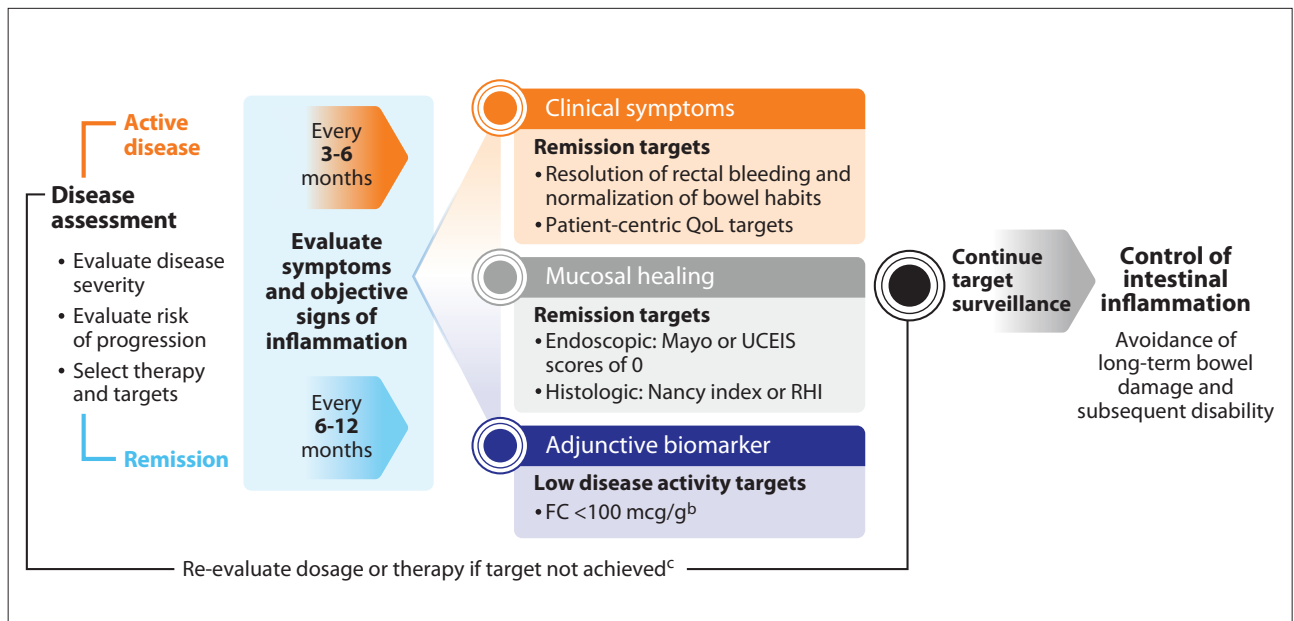 Active
disease
Disease
assessment
• Evaluate disease
severity
• Evaluate risk
of progression
• Select therapy
and targets
Remission
Every
3-6
months
Evaluate
symptoms
and objective
signs of
inflammation
Every
6-12
months
Clinical symptoms
Remission targets
• Resolution of rectal bleeding and
normalization of bowel habits
• Patient-centric QoL targets
Mucosal healing
Remission targets
• Endoscopic: Mayo or UCEIS
scores of 0
• Histologic: Nancy index or RHI
Adjunctive biomarker
Low disease activity targets
• FC <100 mcg/gᵇ
Continue
target
surveillance
Control of
intestinal
inflammation
Avoidance of
long-term bowel
damage and
subsequent disability
Re-evaluate dosage or therapy if target not achievedᶜ